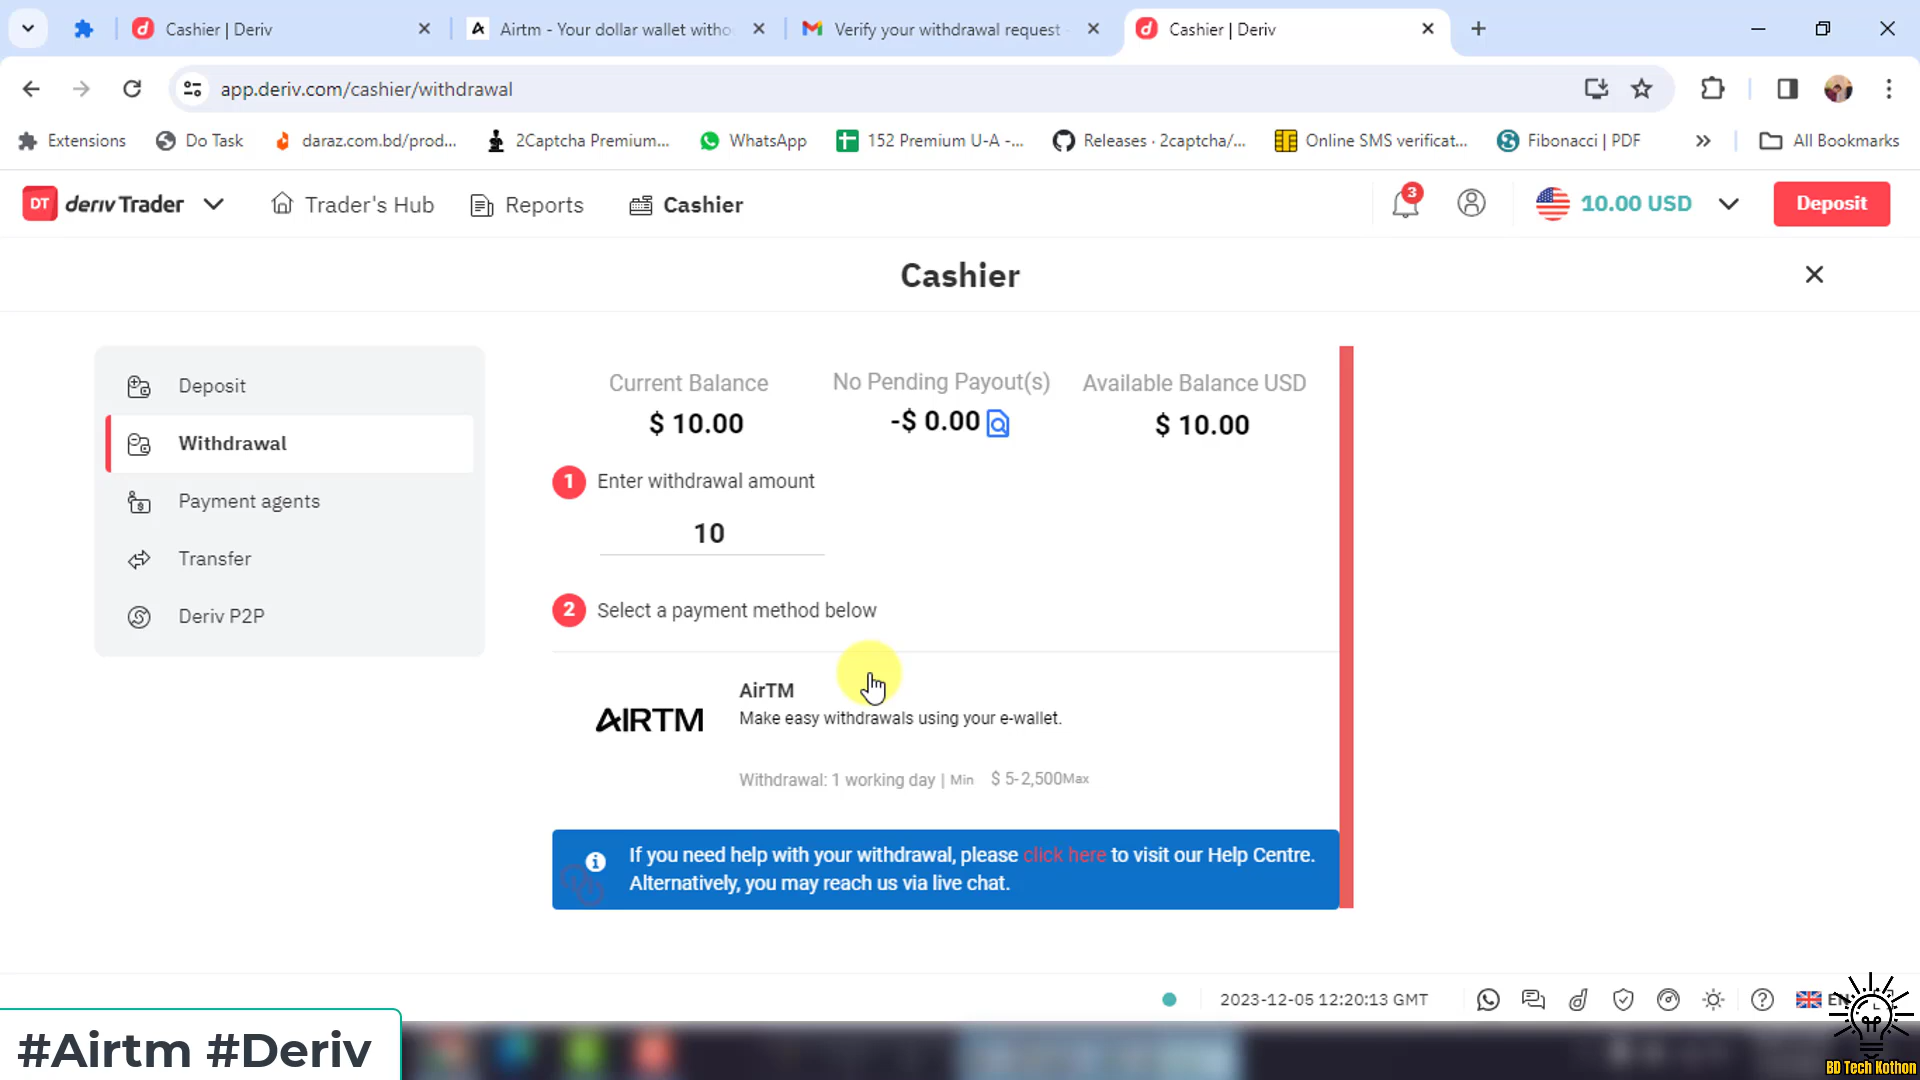 Cashier | Deriv
Airtm - Your dollar wallet witho
Verify your withdrawal request -
Cashier | Deriv
app.deriv.com/cashier/withdrawal
Extensions
Do Task
daraz.com.bd/prod...
2Captcha Premium...
WhatsApp
152 Premium U-A -...
Releases · 2captcha/...
Online SMS verificat...
Fibonacci | PDF
»
All Bookmarks
DT deriv Trader
Trader's Hub
Reports
Cashier
3
10.00 USD
Deposit
Cashier
Deposit
Withdrawal
Payment agents
Transfer
Deriv P2P
Current Balance
$ 10.00
No Pending Payout(s)
-$ 0.00
Available Balance USD
$ 10.00
1 Enter withdrawal amount
10
2 Select a payment method below
AIRTM
AirTM
Make easy withdrawals using your e-wallet.
Withdrawal: 1 working day | Min $ 5-2,500Max
If you need help with your withdrawal, please click here to visit our Help Centre.
Alternatively, you may reach us via live chat.
2023-12-05 12:20:13 GMT
EN
#Airtm #Deriv
BD Tech Kothon